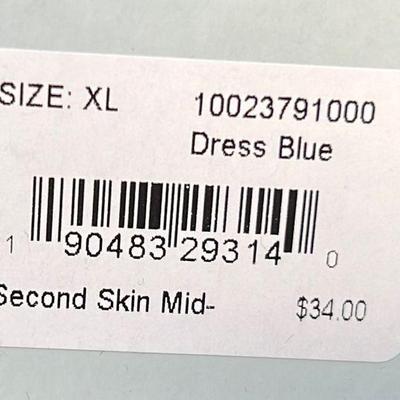 SIZE: XL 10023791000
Dress Blue
1 90483 29314 0
Second Skin Mid- $34.00